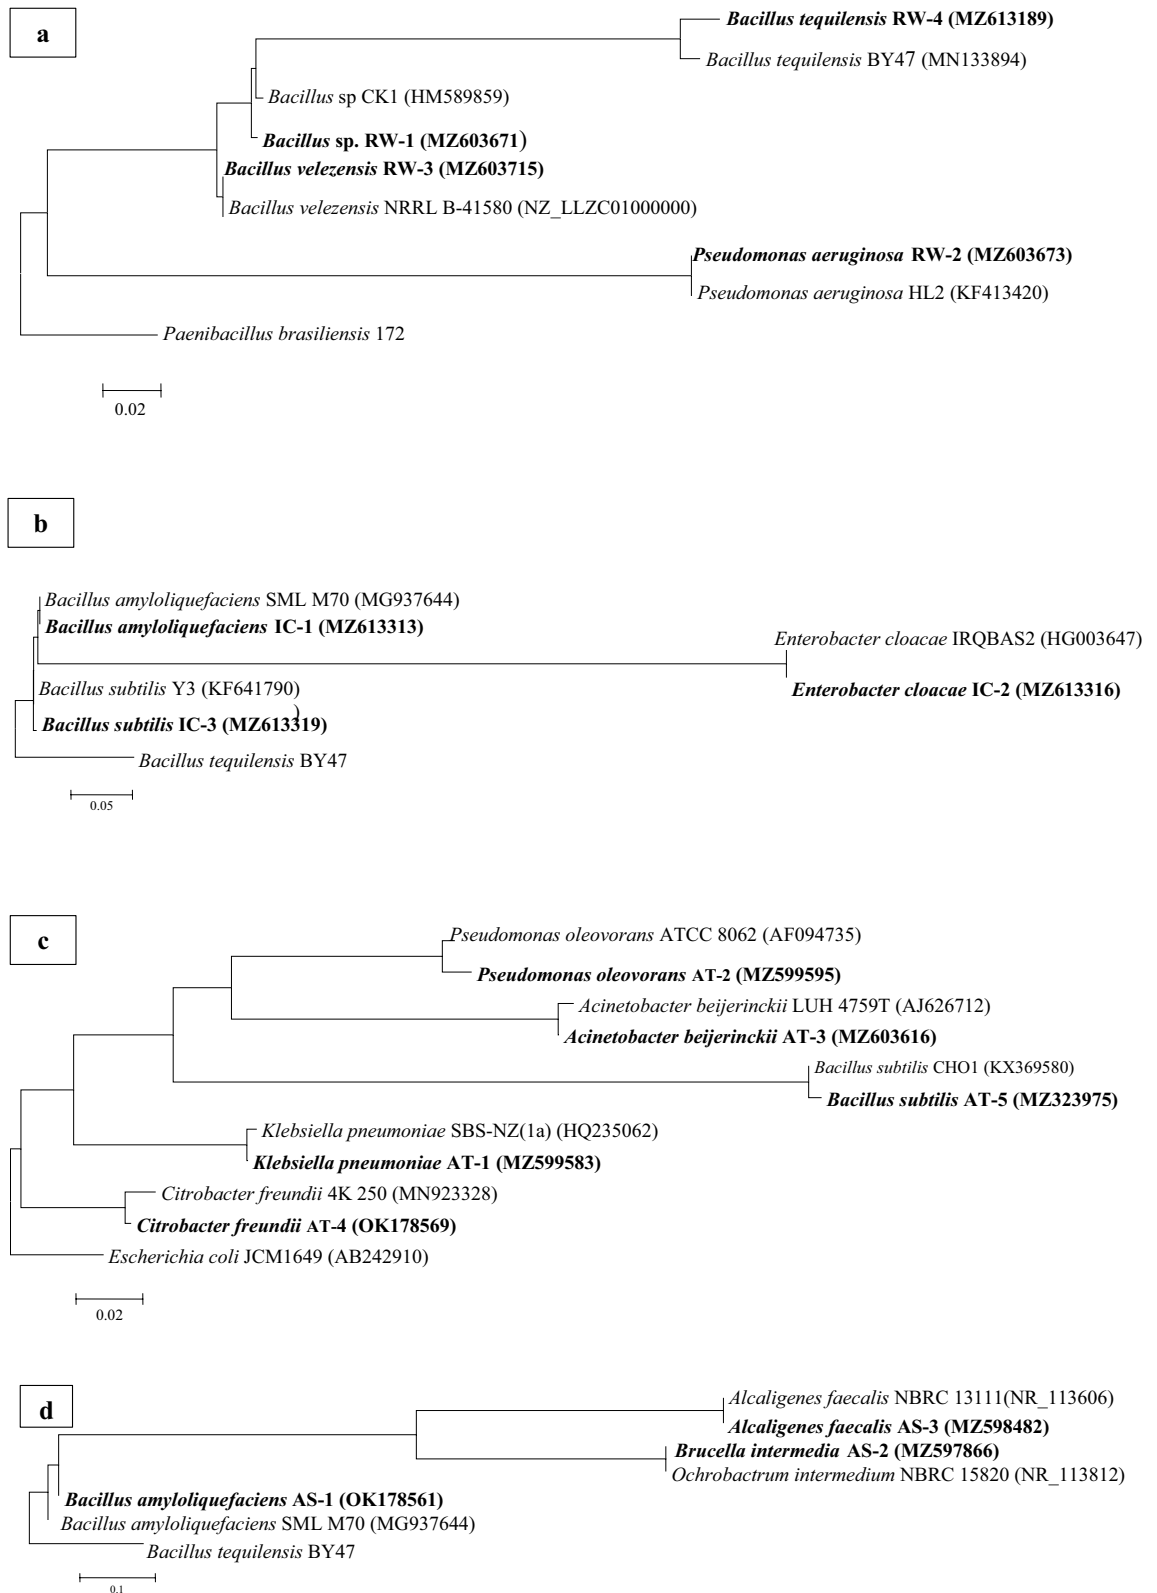 a
Bacillus tequilensis RW-4 (MZ613189)
Bacillus tequilensis BY47 (MN133894)
Bacillus sp CK1 (HM589859)
Bacillus sp. RW-1 (MZ603671)
Bacillus velezensis RW-3 (MZ603715)
Bacillus velezensis NRRL B-41580 (NZ_LLZC01000000)
Pseudomonas aeruginosa RW-2 (MZ603673)
Pseudomonas aeruginosa HL2 (KF413420)
Paenibacillus brasiliensis 172
0.02
b
Bacillus amyloliquefaciens SML M70 (MG937644)
Bacillus amyloliquefaciens IC-1 (MZ613313)
Enterobacter cloacae IRQBAS2 (HG003647)
Bacillus subtilis Y3 (KF641790)
Enterobacter cloacae IC-2 (MZ613316)
)
Bacillus subtilis IC-3 (MZ613319)
Bacillus tequilensis BY47
0.05
c
Pseudomonas oleovorans ATCC 8062 (AF094735)
Pseudomonas oleovorans AT-2 (MZ599595)
Acinetobacter beijerinckii LUH 4759T (AJ626712)
Acinetobacter beijerinckii AT-3 (MZ603616)
Bacillus subtilis CHO1 (KX369580)
Bacillus subtilis AT-5 (MZ323975)
Klebsiella pneumoniae SBS-NZ(1a) (HQ235062)
Klebsiella pneumoniae AT-1 (MZ599583)
Citrobacter freundii 4K 250 (MN923328)
Citrobacter freundii AT-4 (OK178569)
Escherichia coli JCM1649 (AB242910)
0.02
d
Alcaligenes faecalis NBRC 13111(NR_113606)
Alcaligenes faecalis AS-3 (MZ598482)
Brucella intermedia AS-2 (MZ597866)
Ochrobactrum intermedium NBRC 15820 (NR_113812)
Bacillus amyloliquefaciens AS-1 (OK178561)
Bacillus amyloliquefaciens SML M70 (MG937644)
Bacillus tequilensis BY47
0.1